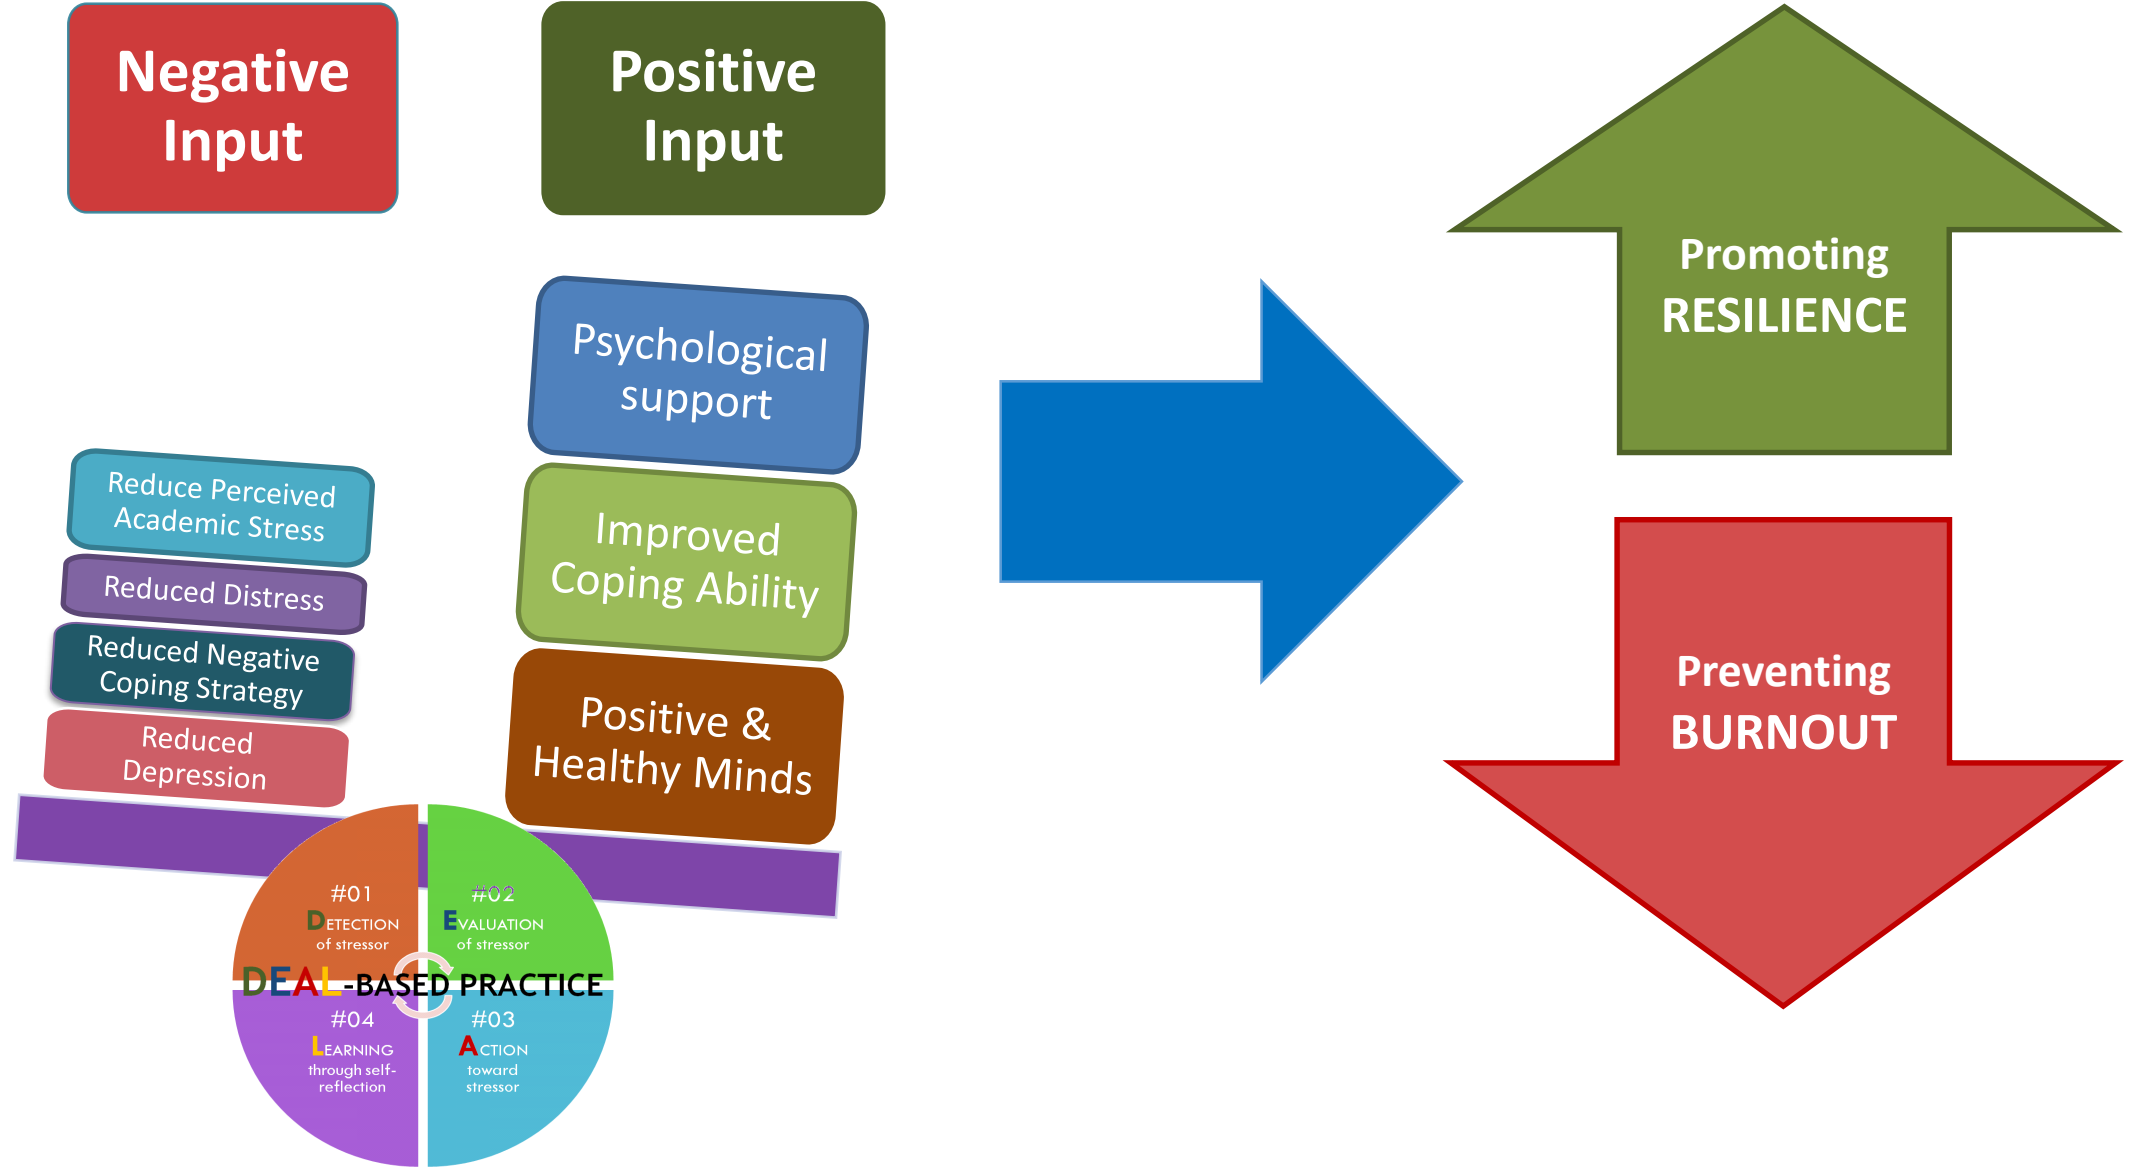 Negative
Input
Positive
Input
Psychological
support
Improved
Coping Ability
Positive &
Healthy Minds
Reduce Perceived
Academic Stress
Reduced Distress
Reduced Negative
Coping Strategy
Reduced
Depression
#01
DETECTION
of stressor
#02
EVALUATION
of stressor
DEAL-BASED PRACTICE
#04
LEARNING
through self-
reflection
#03
ACTION
toward
stressor
Promoting
RESILIENCE
Preventing
BURNOUT